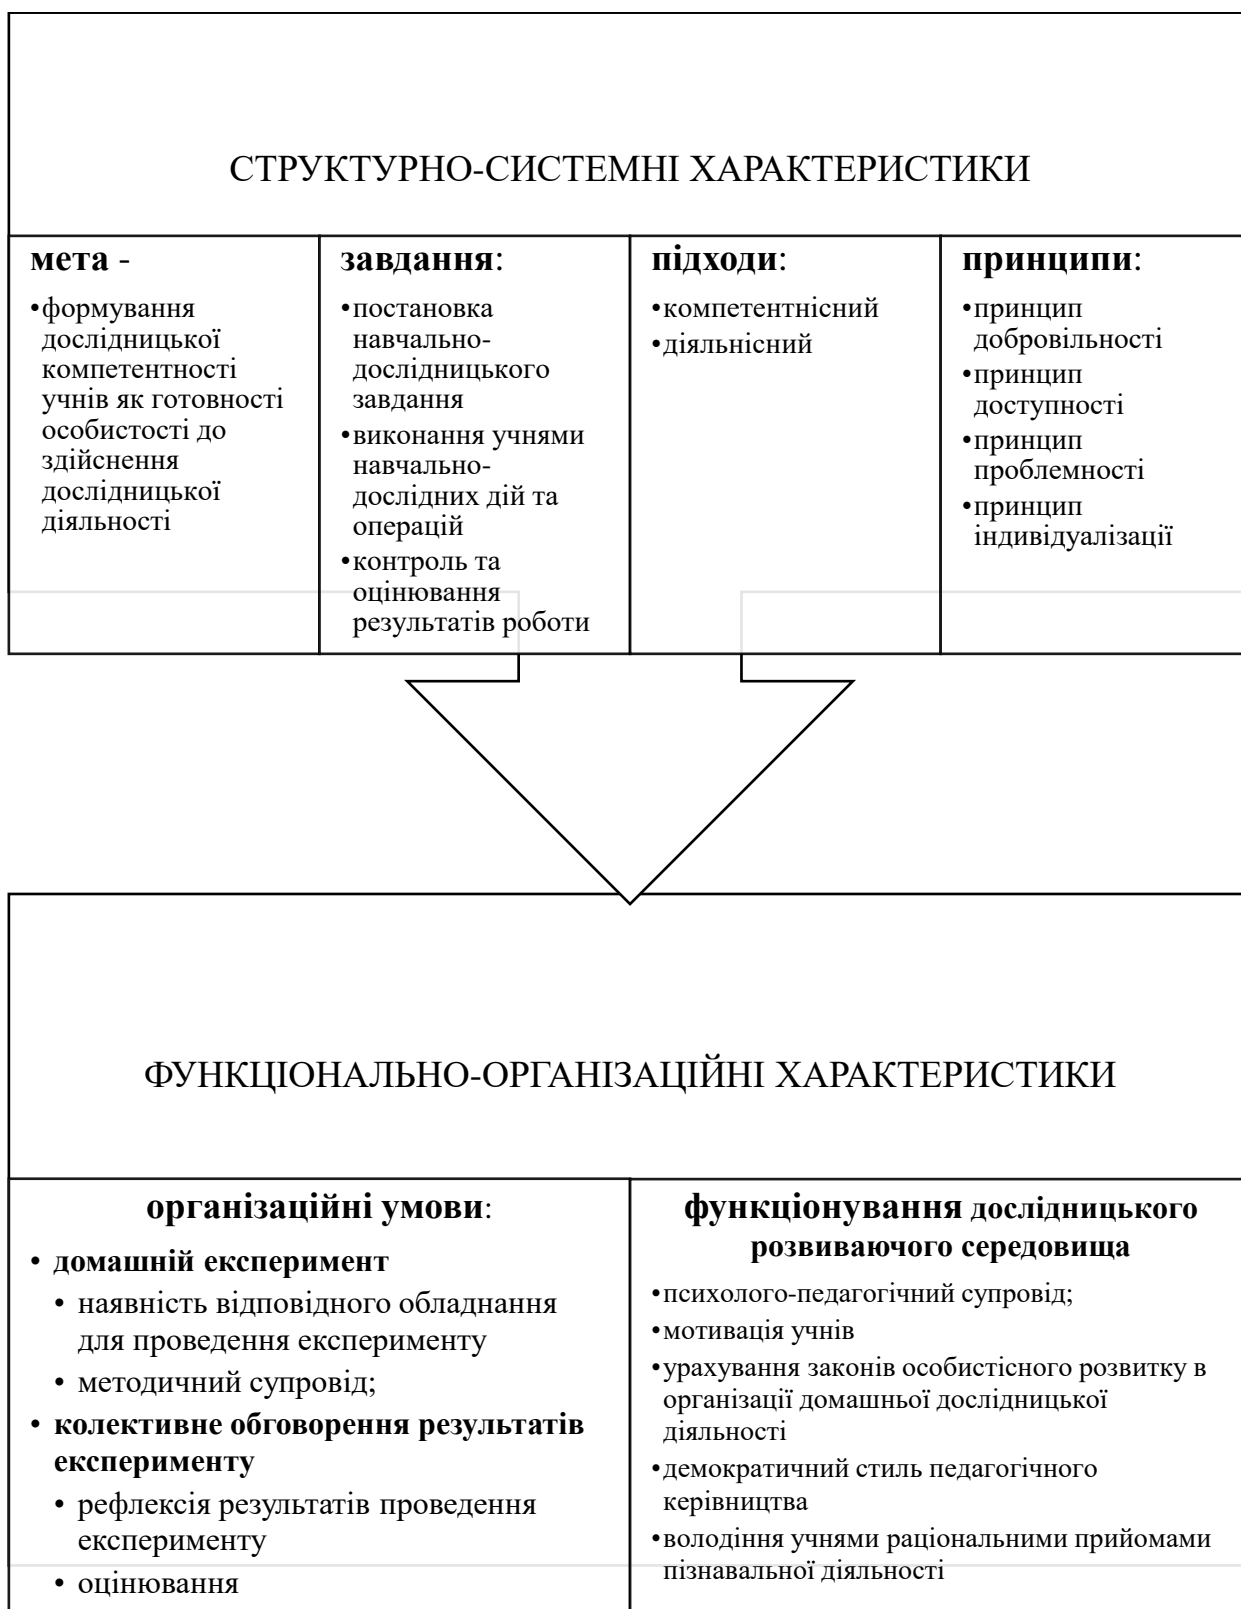 СТРУКТУРНО-СИСТЕМНІ ХАРАКТЕРИСТИКИ
мета -
•формування
дослідницької
компетентності
учнів як готовності
особистості до
здійснення
дослідницької
діяльності
завдання:
•постановка
навчально-
дослідницького
завдання
•виконання учнями
навчально-
дослідних дій та
операцій
•контроль та
оцінювання
результатів роботи
підходи:
•компетентнісний
•діяльнісний
принципи:
•принцип
добровільності
•принцип
доступності
•принцип
проблемності
•принцип
індивідуалізації
ФУНКЦІОНАЛЬНО-ОРГАНІЗАЦІЙНІ ХАРАКТЕРИСТИКИ
організаційні умови:
• домашній експеримент
• наявність відповідного обладнання
для проведення експерименту
• методичний супровід;
• колективне обговорення результатів
експерименту
• рефлексія результатів проведення
експерименту
• оцінювання
функціонування дослідницького
розвиваючого середовища
•психолого-педагогічний супровід;
•мотивація учнів
•урахування законів особистісного розвитку в
організації домашньої дослідницької
діяльності
•демократичний стиль педагогічного
керівництва
•володіння учнями раціональними прийомами
пізнавальної діяльності